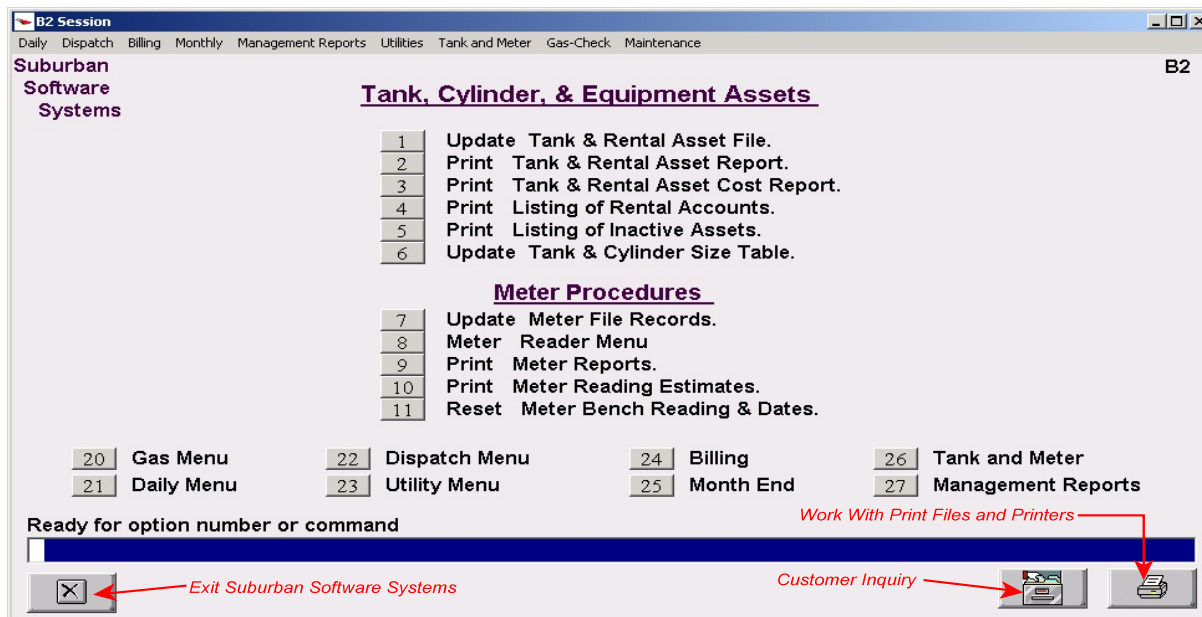 B2 Session
Daily Dispatch Billing Monthly Management Reports Utilities Tank and Meter Gas-Check Maintenance
Suburban B2
Software
Systems
Tank, Cylinder, & Equipment Assets
1 Update Tank & Rental Asset File.
2 Print Tank & Rental Asset Report.
3 Print Tank & Rental Asset Cost Report.
4 Print Listing of Rental Accounts.
5 Print Listing of Inactive Assets.
6 Update Tank & Cylinder Size Table.
Meter Procedures
7 Update Meter File Records.
8 Meter Reader Menu
9 Print Meter Reports.
10 Print Meter Reading Estimates.
11 Reset Meter Bench Reading & Dates.
20 Gas Menu 22 Dispatch Menu 24 Billing 26 Tank and Meter
21 Daily Menu 23 Utility Menu 25 Month End 27 Management Reports
Work With Print Files and Printers
Ready for option number or command
Exit Suburban Software Systems Customer Inquiry